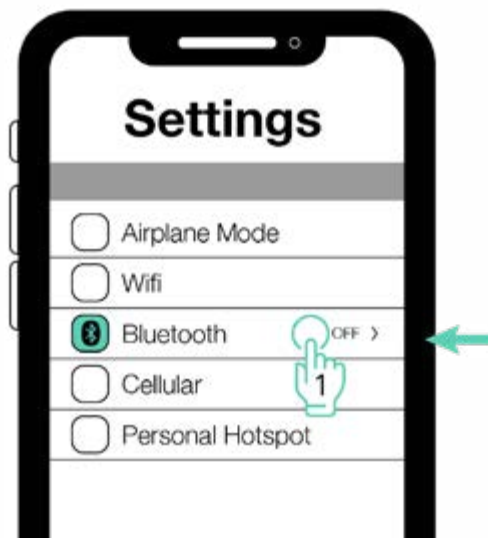 Settings
Airplane Mode
Wifi
Bluetooth OFF >
1
Cellular
Personal Hotspot